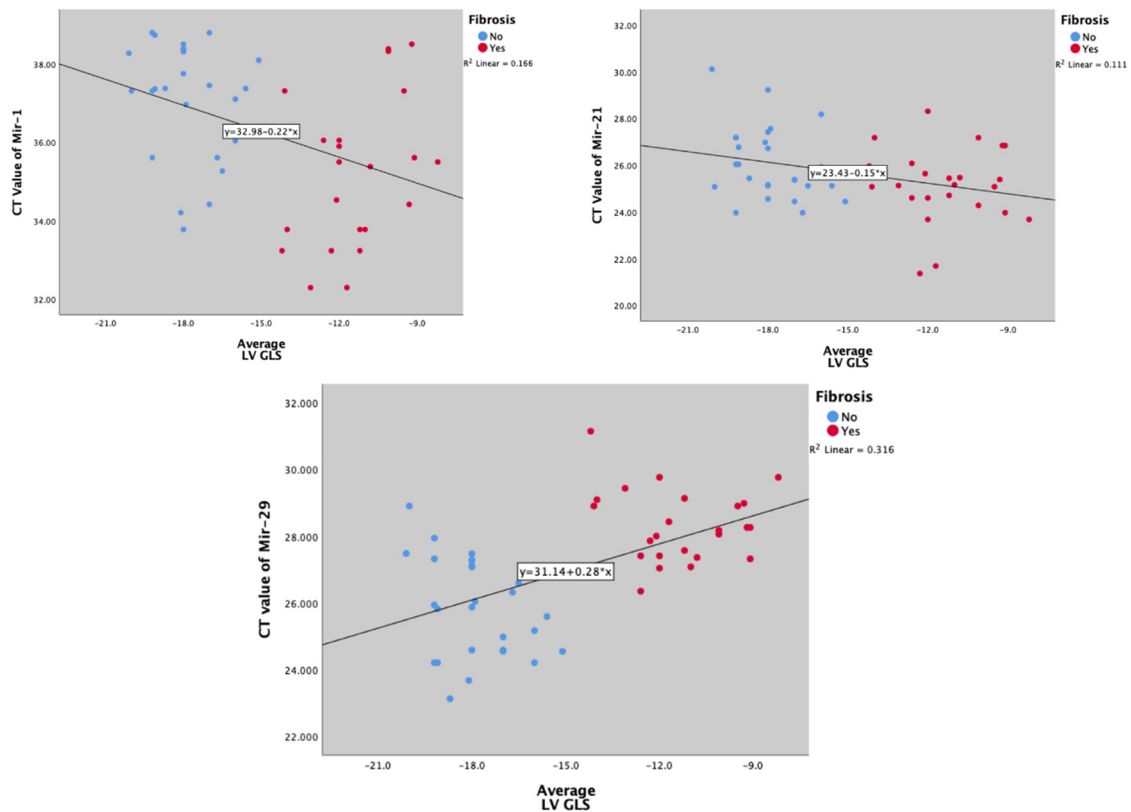 Fibrosis
No
Yes
R² Linear = 0.166
CT Value of Mir-1
38.00
36.00
34.00
32.00
y=32.98-0.22*x
-21.0 -18.0 -15.0 -12.0 -9.0
Average
LV GLS
Fibrosis
No
Yes
R² Linear = 0.111
CT Value of Mir-21
32.00
30.00
28.00
26.00
24.00
22.00
20.00
y=23.43-0.15*x
-21.0 -18.0 -15.0 -12.0 -9.0
Average
LV GLS
Fibrosis
No
Yes
R² Linear = 0.316
CT value of Mir-29
32.000
30.000
28.000
26.000
24.000
22.000
y=31.14+0.28*x
-21.0 -18.0 -15.0 -12.0 -9.0
Average
LV GLS